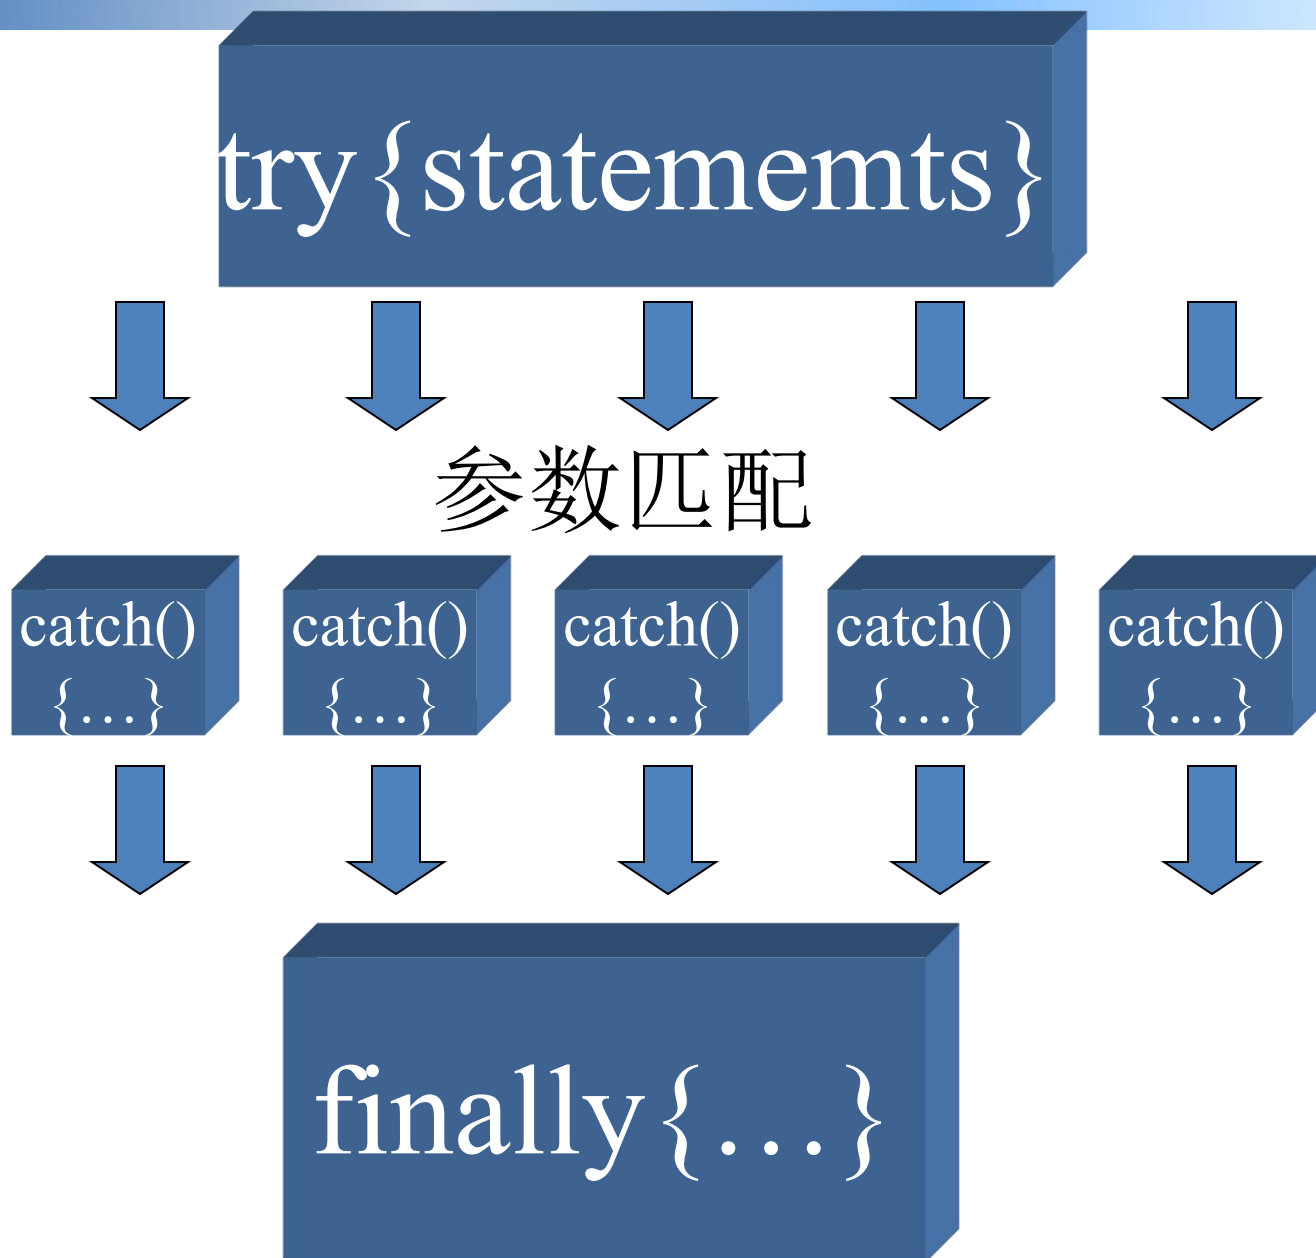 try{statememts}
参数匹配
catch()
{…}
catch()
{…}
catch()
{…}
catch()
{…}
catch()
{…}
finally{…}